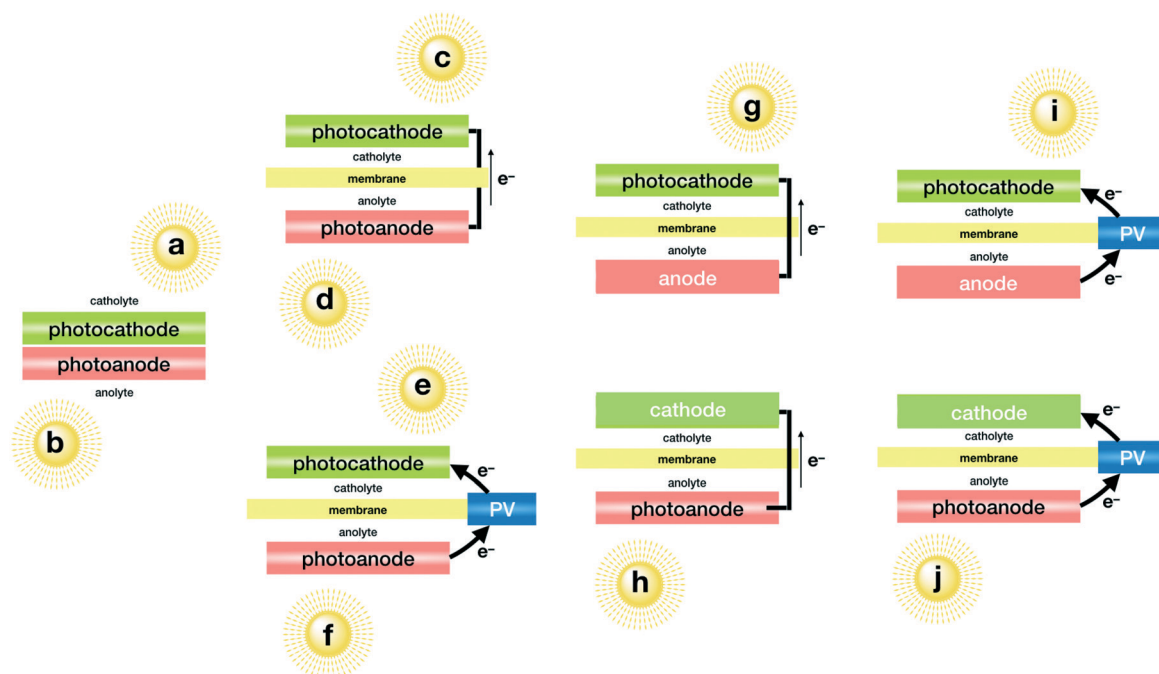 a
catholyte
photocathode
photoanode
anolyte
b
c
photocathode
catholyte
membrane
e⁻
anolyte
photoanode
d
e
photocathode
e⁻
catholyte
membrane
PV
anolyte
e⁻
photoanode
f
g
photocathode
catholyte
membrane
e⁻
anolyte
anode
cathode
catholyte
membrane
e⁻
anolyte
photoanode
h
i
photocathode
e⁻
catholyte
membrane
PV
anolyte
e⁻
anode
cathode
e⁻
catholyte
membrane
PV
anolyte
e⁻
photoanode
j